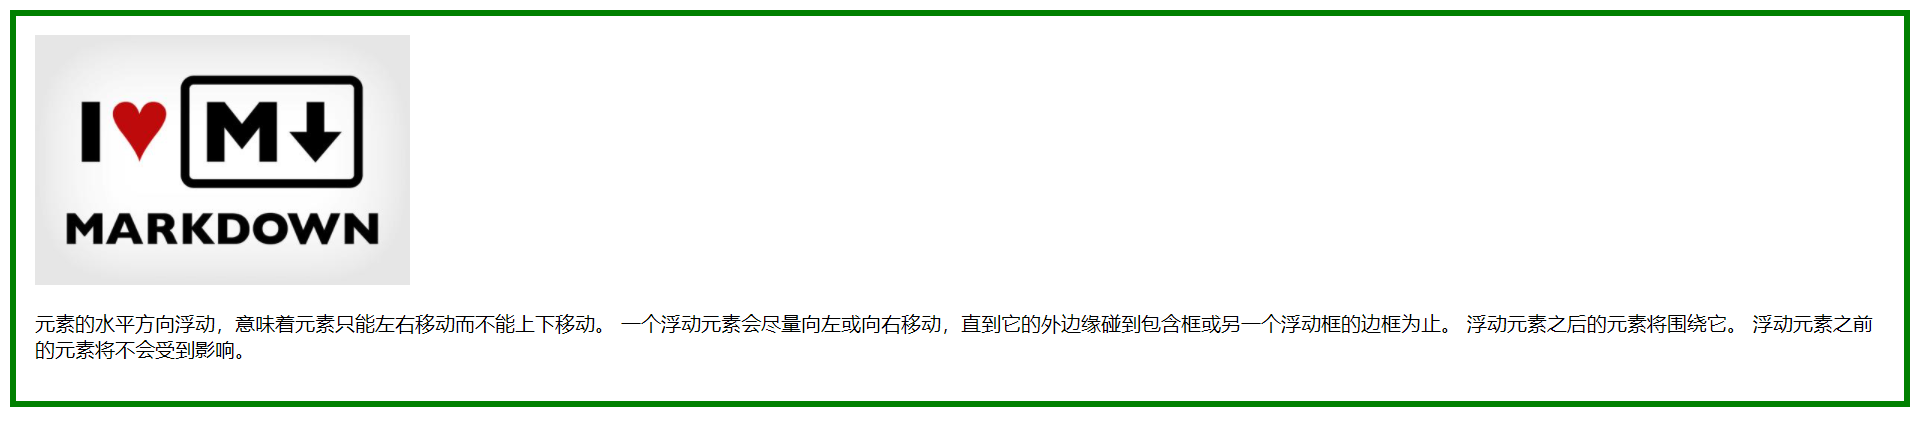 I♥M↓
MARKDOWN
元素的水平方向浮动，意味着元素只能左右移动而不能上下移动。 一个浮动元素会尽量向左或向右移动，直到它的外边缘碰到包含框或另一个浮动框的边框为止。 浮动元素之后的元素将围绕它。 浮动元素之前
的元素将不会受到影响。